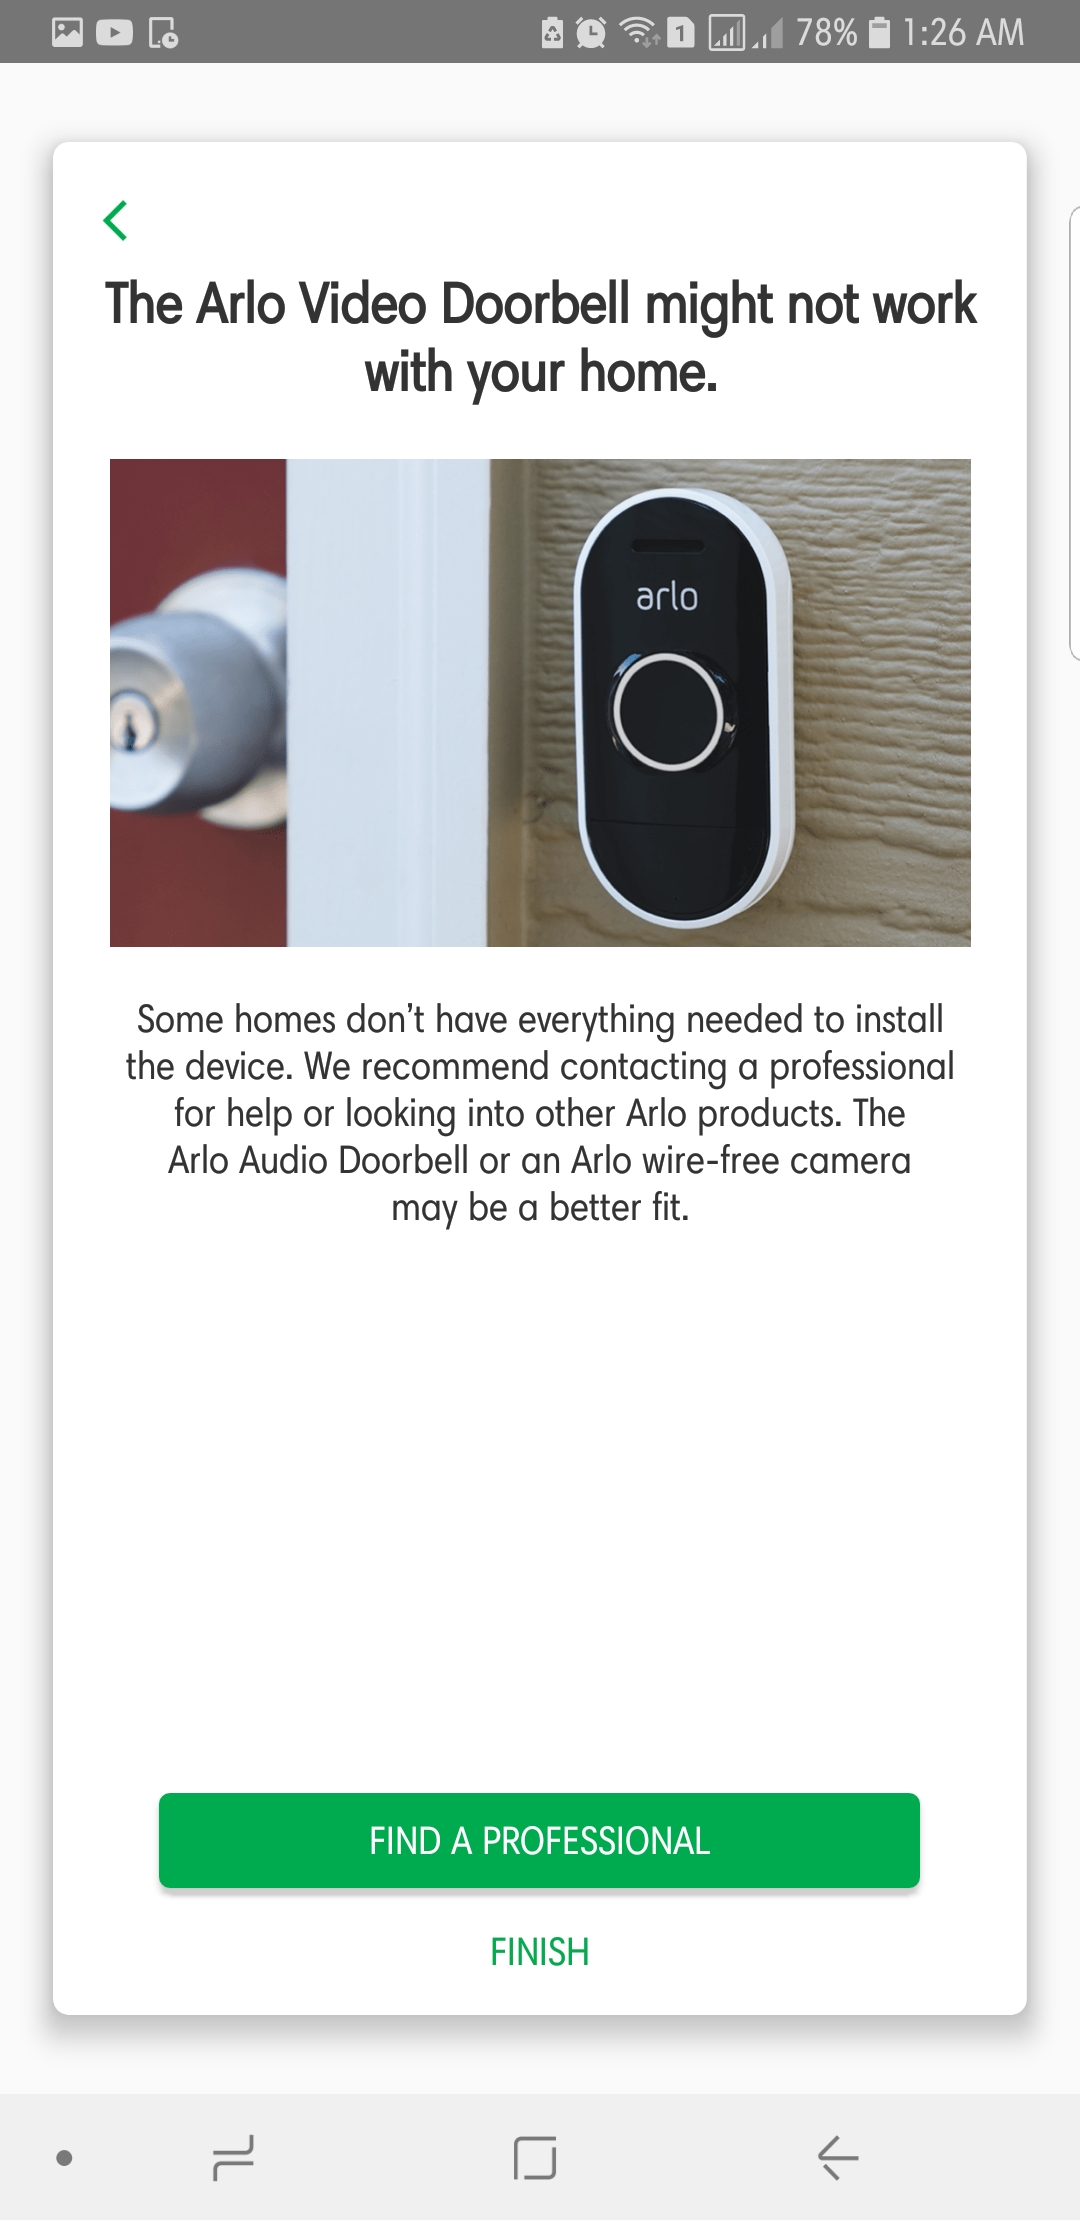 1 78% 1:26 AM
The Arlo Video Doorbell might not work
with your home.
arlo
Some homes don’t have everything needed to install
the device. We recommend contacting a professional
for help or looking into other Arlo products. The
Arlo Audio Doorbell or an Arlo wire-free camera
may be a better fit.
FIND A PROFESSIONAL
FINISH